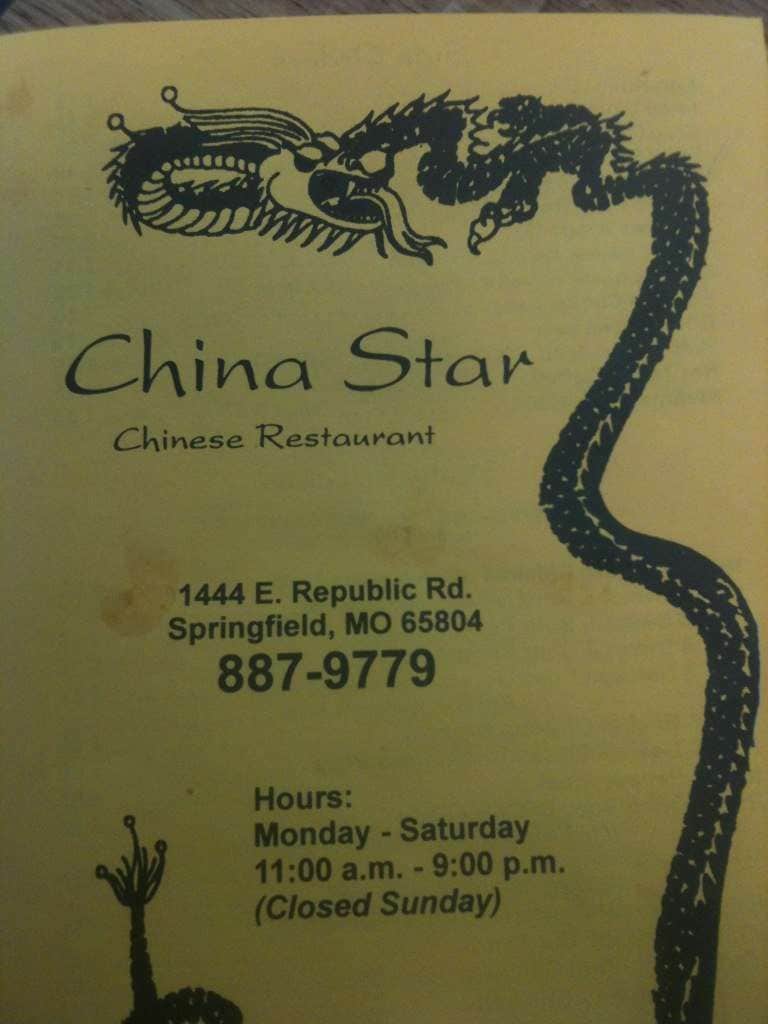 China Star
Chinese Restaurant
1444 E. Republic Rd.
Springfield, MO 65804
887-9779
Hours:
Monday - Saturday
11:00 a.m. - 9:00 p.m.
(Closed Sunday)